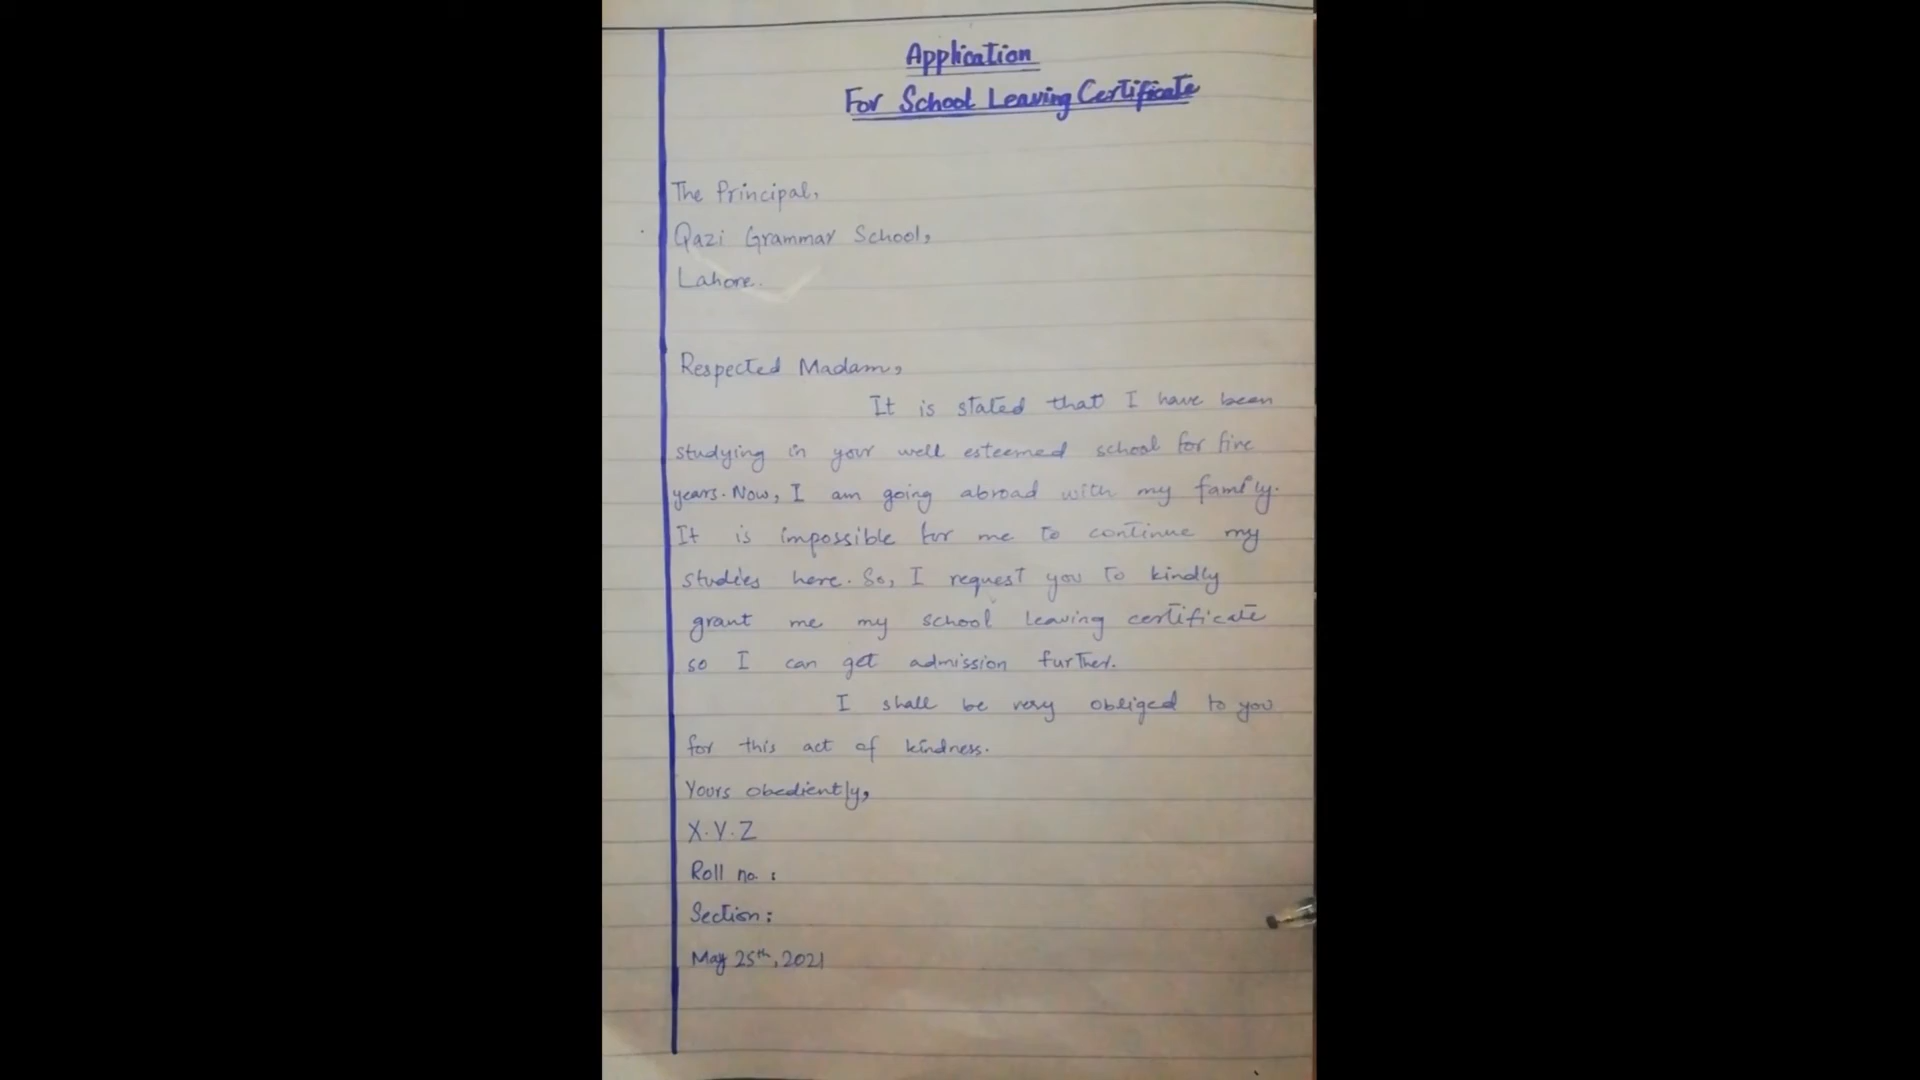 Application
For School Leaving Certificate
The Principal,
Qazi Grammar School,
Lahore.
Respected Madam,
It is stated that I have been
studying in your well esteemed school for five
years. Now, I am going abroad with my family.
It is impossible for me to continue my
studies here. So, I request you to kindly
grant me my school leaving certificate
so I can get admission further.
I shall be very obliged to you
for this act of kindness.
Yours obediently,
X.Y.Z
Roll no :
Section :
May 25th, 2021